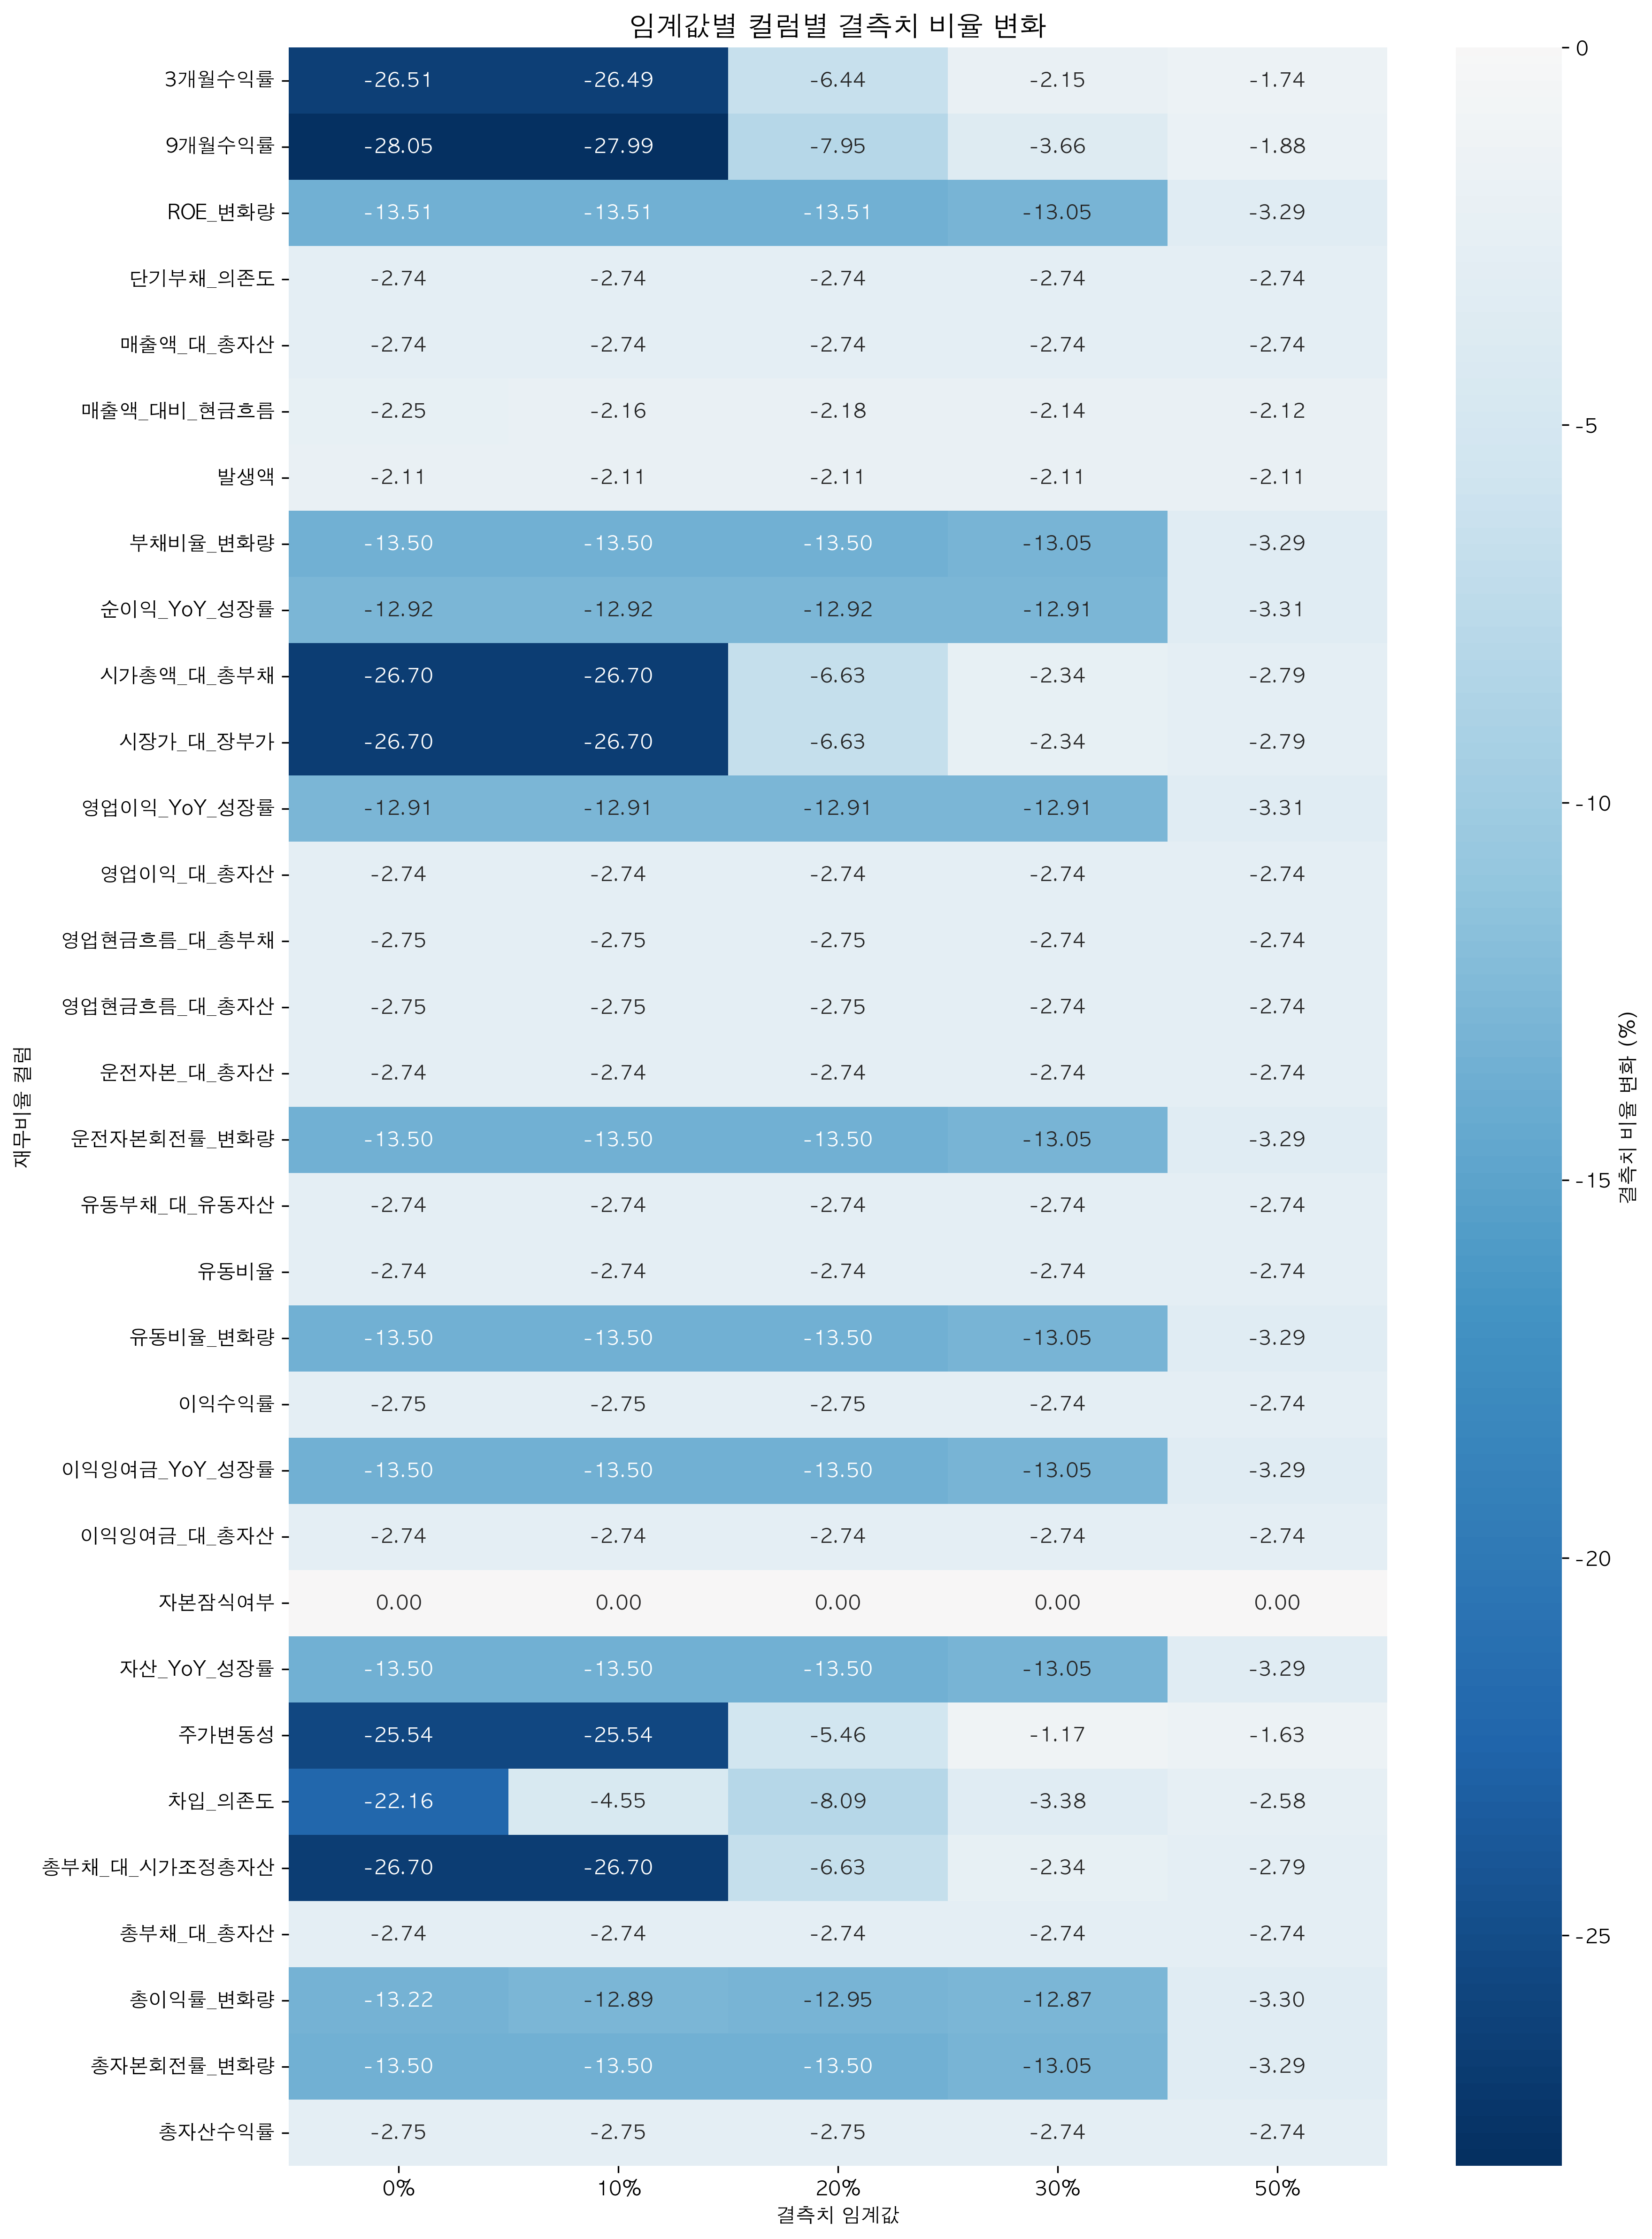 임계값별 컬럼별 결측치 비율 변화
3개월수익률 -26.51 -26.49 -6.44 -2.15 -1.74
9개월수익률 -28.05 -27.99 -7.95 -3.66 -1.88
ROE_변화량 -13.51 -13.51 -13.51 -13.05 -3.29
단기부채_의존도 -2.74 -2.74 -2.74 -2.74 -2.74
매출액_대_총자산 -2.74 -2.74 -2.74 -2.74 -2.74
매출액_대비_현금흐름 -2.25 -2.16 -2.18 -2.14 -2.12
발생액 -2.11 -2.11 -2.11 -2.11 -2.11
부채비율_변화량 -13.50 -13.50 -13.50 -13.05 -3.29
순이익_YoY_성장률 -12.92 -12.92 -12.92 -12.91 -3.31
시가총액_대_총부채 -26.70 -26.70 -6.63 -2.34 -2.79
시장가_대_장부가 -26.70 -26.70 -6.63 -2.34 -2.79
영업이익_YoY_성장률 -12.91 -12.91 -12.91 -12.91 -3.31
영업이익_대_총자산 -2.74 -2.74 -2.74 -2.74 -2.74
영업현금흐름_대_총부채 -2.75 -2.75 -2.75 -2.74 -2.74
영업현금흐름_대_총자산 -2.75 -2.75 -2.75 -2.74 -2.74
운전자본_대_총자산 -2.74 -2.74 -2.74 -2.74 -2.74
운전자본회전률_변화량 -13.50 -13.50 -13.50 -13.05 -3.29
유동부채_대_유동자산 -2.74 -2.74 -2.74 -2.74 -2.74
유동비율 -2.74 -2.74 -2.74 -2.74 -2.74
유동비율_변화량 -13.50 -13.50 -13.50 -13.05 -3.29
이익수익률 -2.75 -2.75 -2.75 -2.74 -2.74
이익잉여금_YoY_성장률 -13.50 -13.50 -13.50 -13.05 -3.29
이익잉여금_대_총자산 -2.74 -2.74 -2.74 -2.74 -2.74
자본잠식여부 0.00 0.00 0.00 0.00 0.00
자산_YoY_성장률 -13.50 -13.50 -13.50 -13.05 -3.29
주가변동성 -25.54 -25.54 -5.46 -1.17 -1.63
차입_의존도 -22.16 -4.55 -8.09 -3.38 -2.58
총부채_대_시가조정총자산 -26.70 -26.70 -6.63 -2.34 -2.79
총부채_대_총자산 -2.74 -2.74 -2.74 -2.74 -2.74
총이익률_변화량 -13.22 -12.89 -12.95 -12.87 -3.30
총자본회전률_변화량 -13.50 -13.50 -13.50 -13.05 -3.29
총자산수익률 -2.75 -2.75 -2.75 -2.74 -2.74
0% 10% 20% 30% 50%
결측치 임계값
재무비율 컬럼
0
-5
-10
-15
-20
-25
결측치 비율 변화 (%)